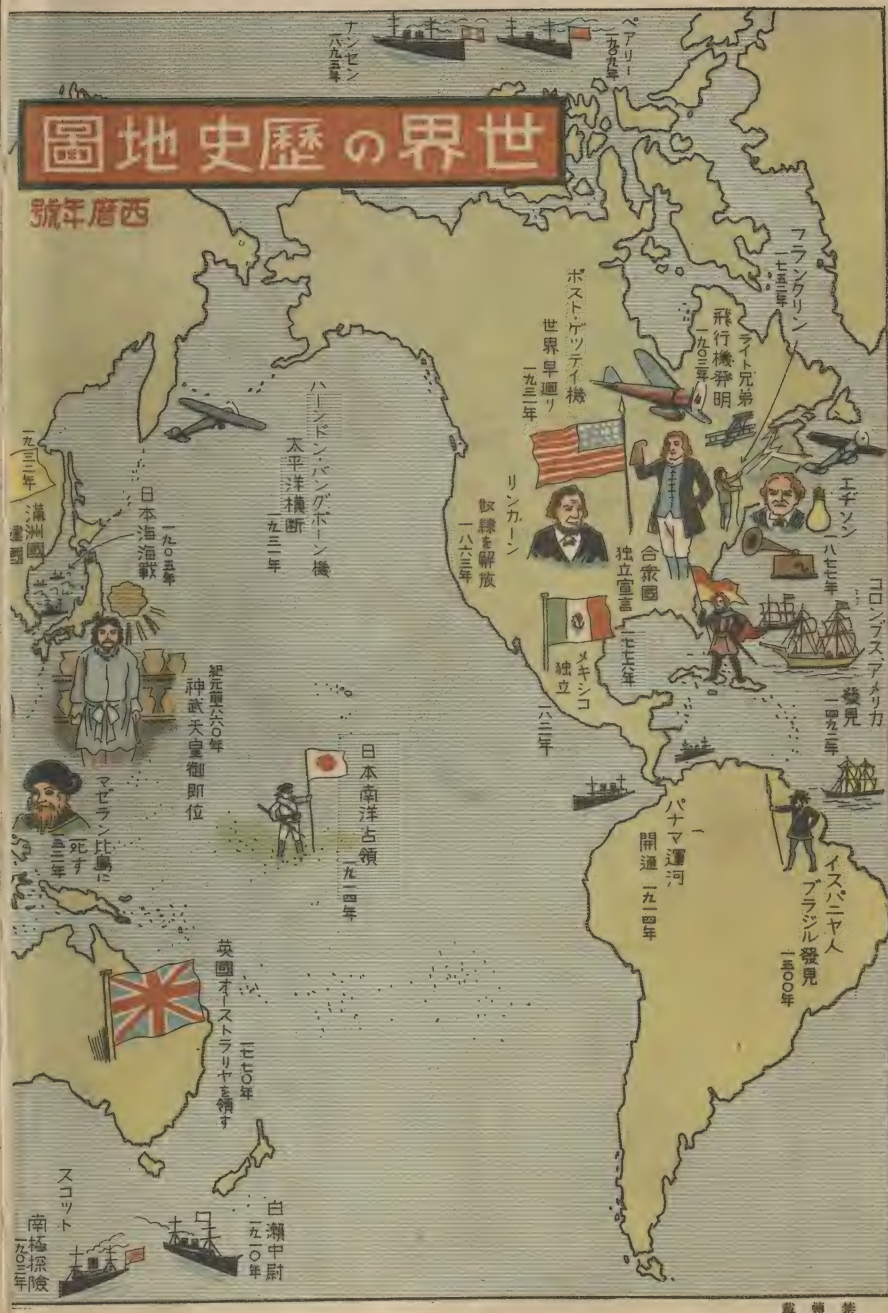 ペアリー
一九〇九年
ナンセン
一八九五年
圖地史歴の界世
號年暦西
フランクリン
一七五二年
ライト兄弟
飛行機発明
一九〇三年
ポスト・ゲッテイ機
世界早廻り
一九三一年
ハーンドン・パングボーン機
太平洋横断
一九三一年
エヂソン
一八七七年
合衆國
独立宣言
一七七六年
リンカーン
奴隷を解放
一八六三年
コロンブスアメリカ
發見
一四九二年
メキシコ
独立
一八二一年
一九〇五年
日本海海戰
一九三二年
滿洲國
建國
紀元前六六〇年
神武天皇御即位
日本南洋占領
一九一四年
マゼラン比島に
死す
一五二一年
パナマ運河
開通 一九一四年
イスパニヤ人
ブラジル發見
一五〇〇年
英國オーストラリヤを領す
一七七〇年
白瀬中尉
一九一〇年
スコット
南極探險
一九〇三年